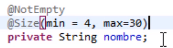 @NotEmpty
@Size(min = 4, max=30)
private String nombre;